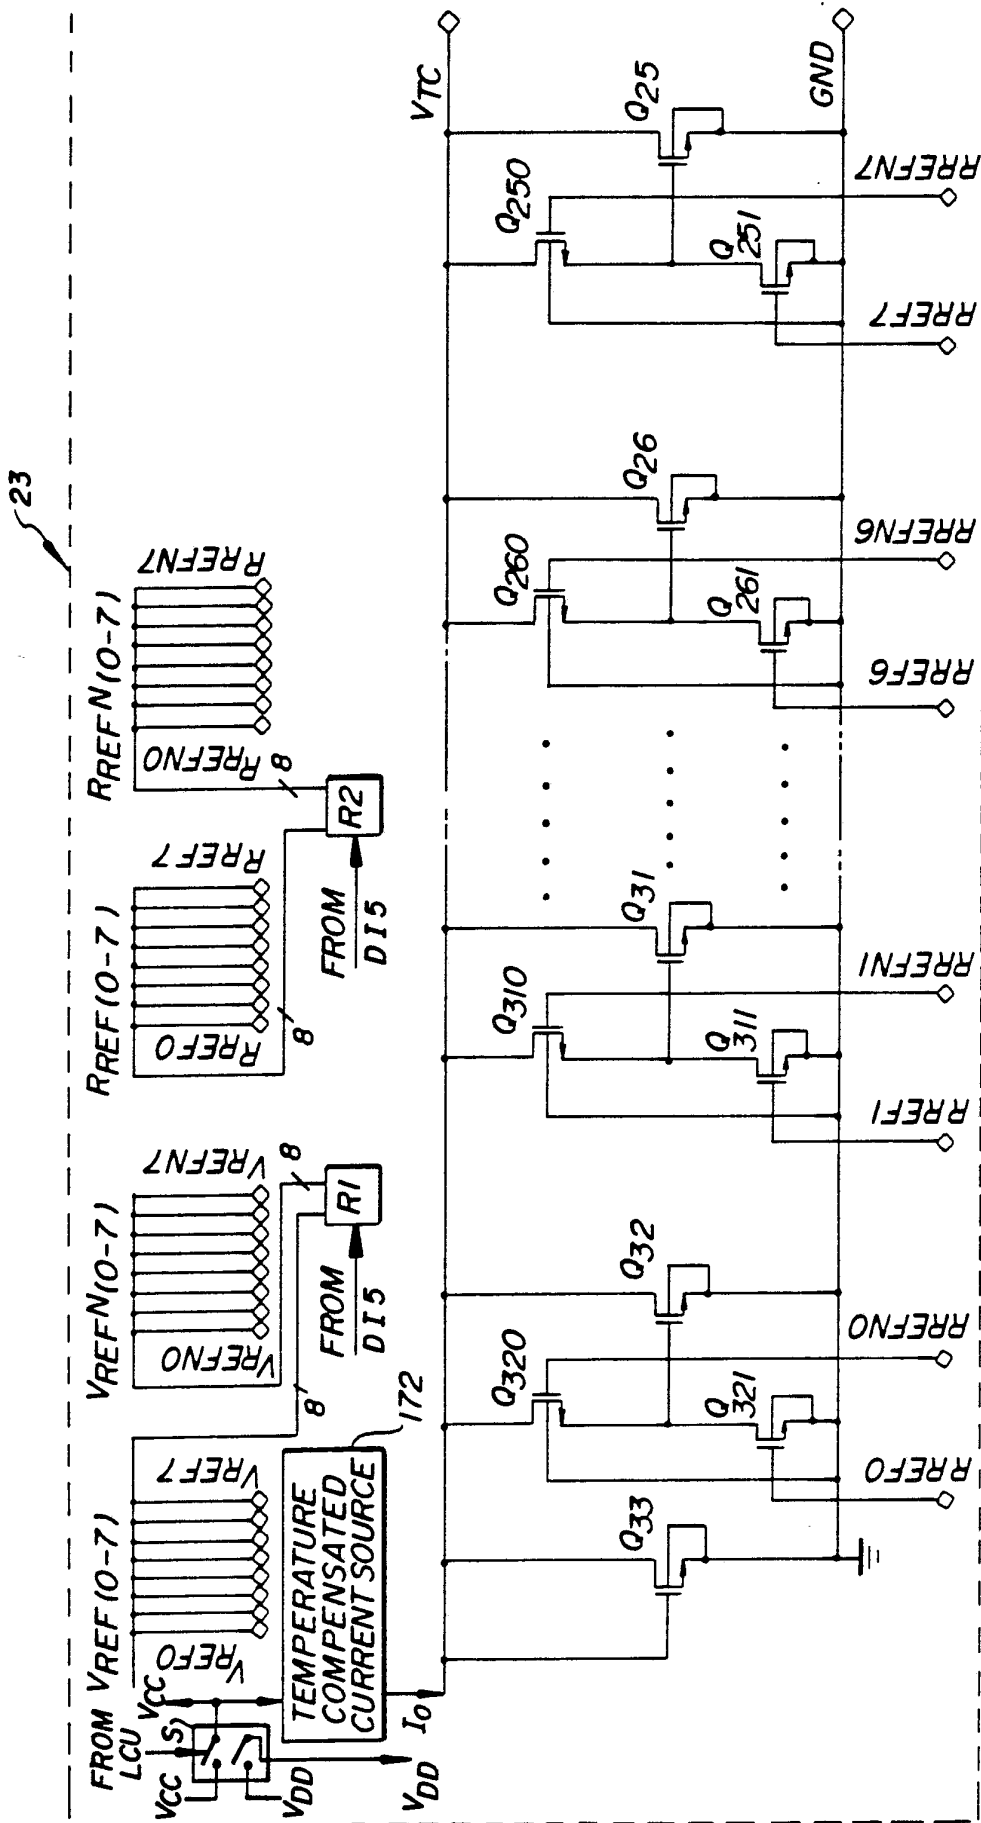 23
FROM
LCU
VCC
S
VCC
VDD
VDD
VREF(0-7)
VREF0
VREF7
VREFN(0-7)
VREFN0
VREFN7
8
8
R1
FROM
DI5
RREF(0-7)
RREF0
RREF7
RREFN(0-7)
RREFN0
RREFN7
8
8
R2
FROM
DI5
TEMPERATURE
COMPENSATED
CURRENT SOURCE
172
I0
VTC
Q33
Q320
Q32
Q321
Q310
Q31
Q311
Q260
Q26
Q261
Q250
Q25
Q251
GND
RREF0
RREFN0
RREF1
RREFN1
RREF6
RREFN6
RREF7
RREFN7